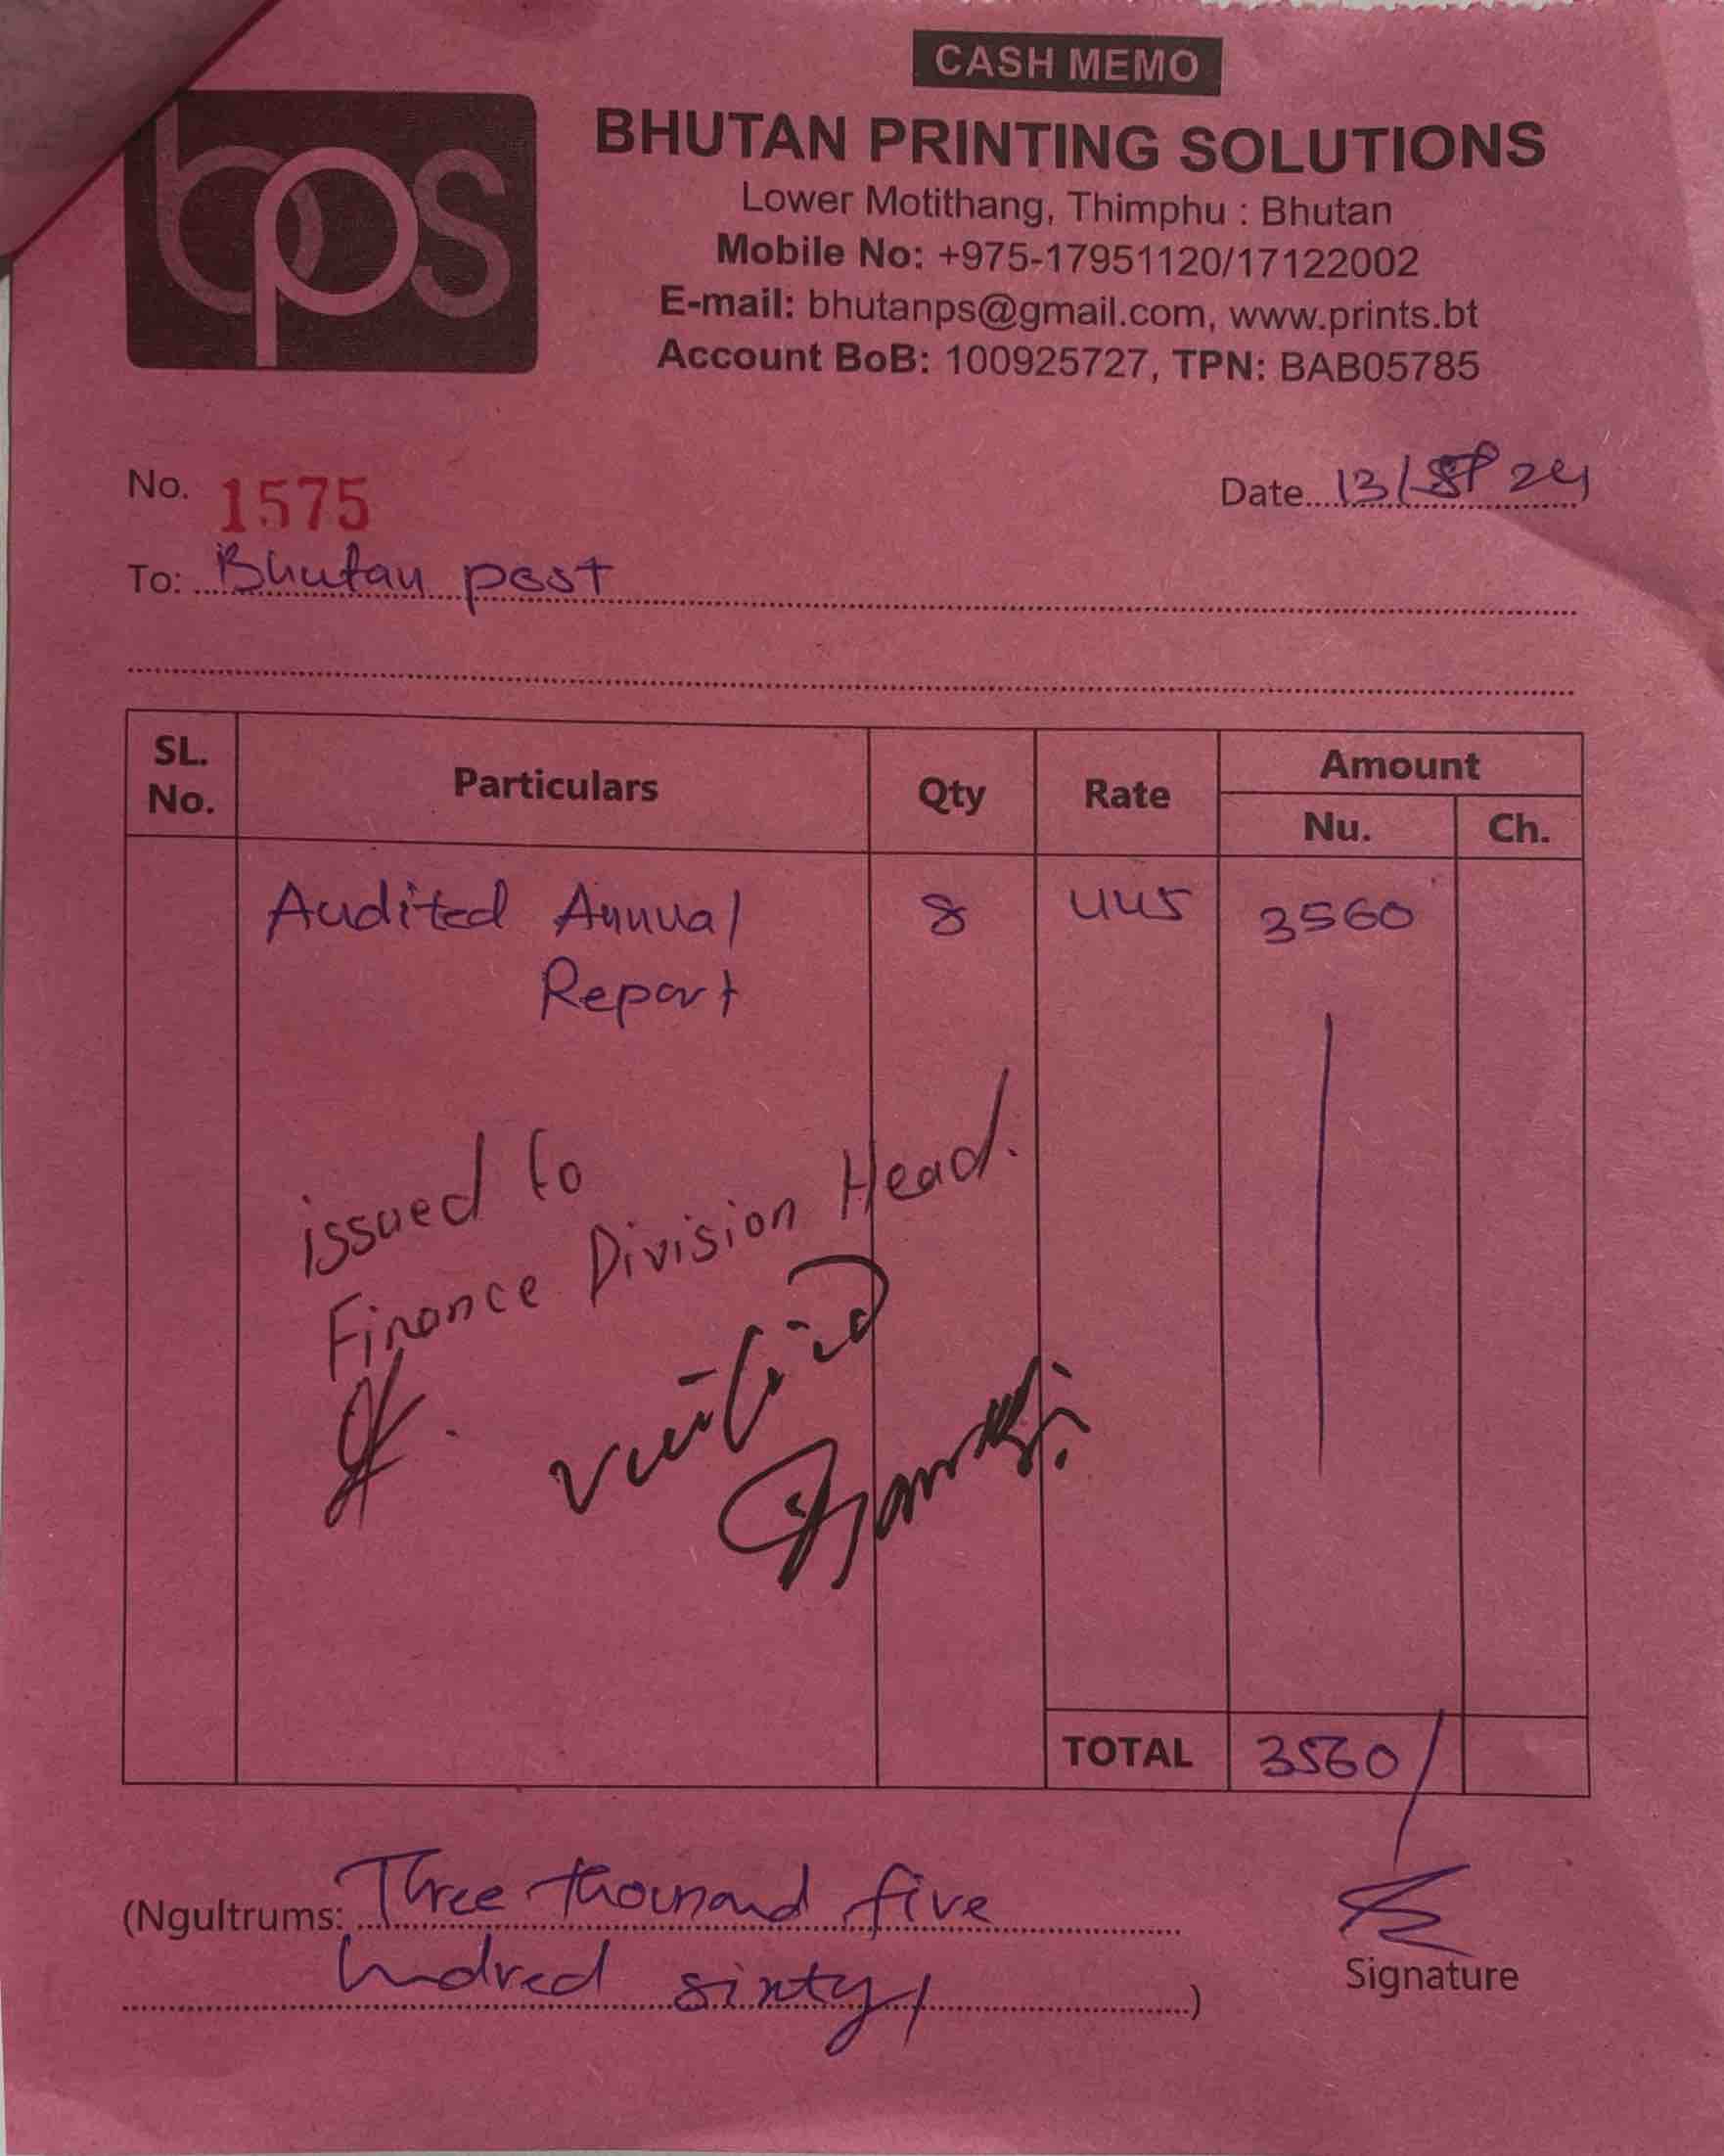 CASH MEMO
bps
BHUTAN PRINTING SOLUTIONS
Lower Motithang, Thimphu : Bhutan
Mobile No: +975-17951120/17122002
E-mail: bhutanps@gmail.com, www.prints.bt
Account BoB: 100925727, TPN: BAB05785
No. 1575
Date 13/ 24
To: Bhutan post
SL. No. Particulars Qty Rate Amount
Nu. Ch.
Audited Annual 8 445 3560
Report
issued to
Finance Division Head.
verified
TOTAL 3560/
(Ngultrums: Three thousand five
hundred sixty/ )
Signature